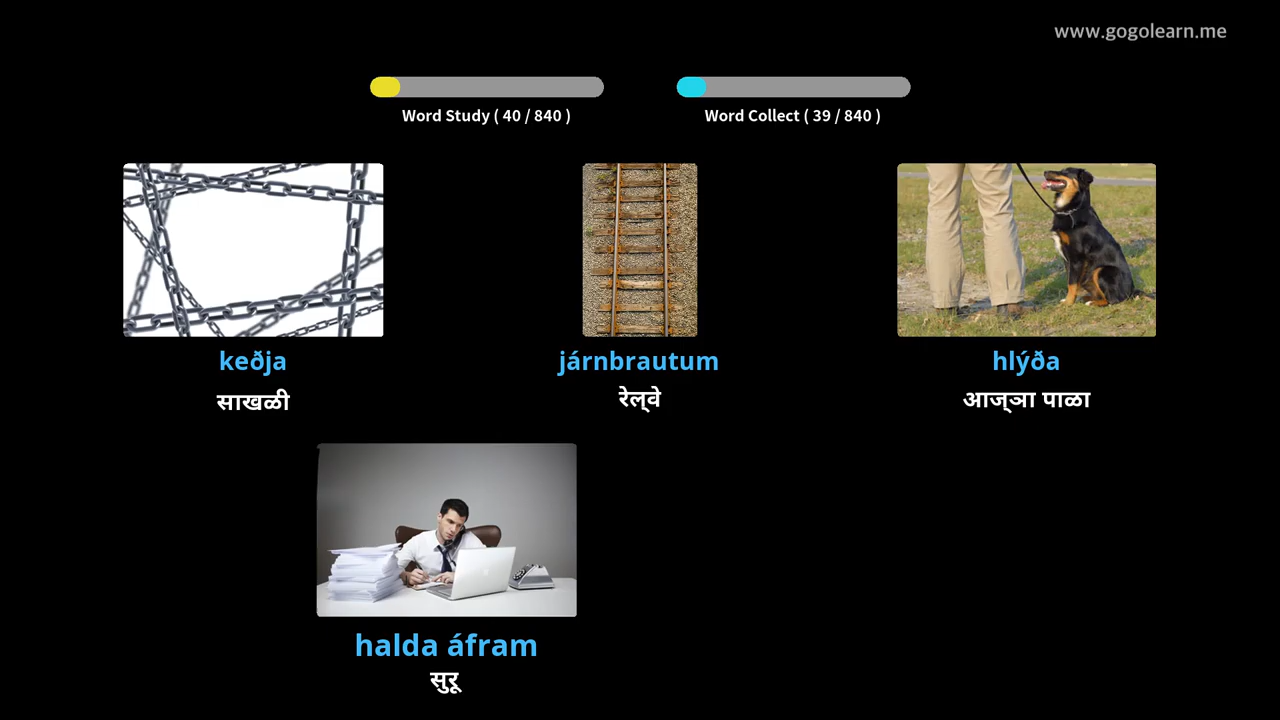 www.gogolearn.me
Word Study ( 40 / 840 )
Word Collect ( 39 / 840 )
keðja
járnbrautum
hlýða
साखळी
रेल्वे
आज्ञा पाळा
halda áfram
सुरू